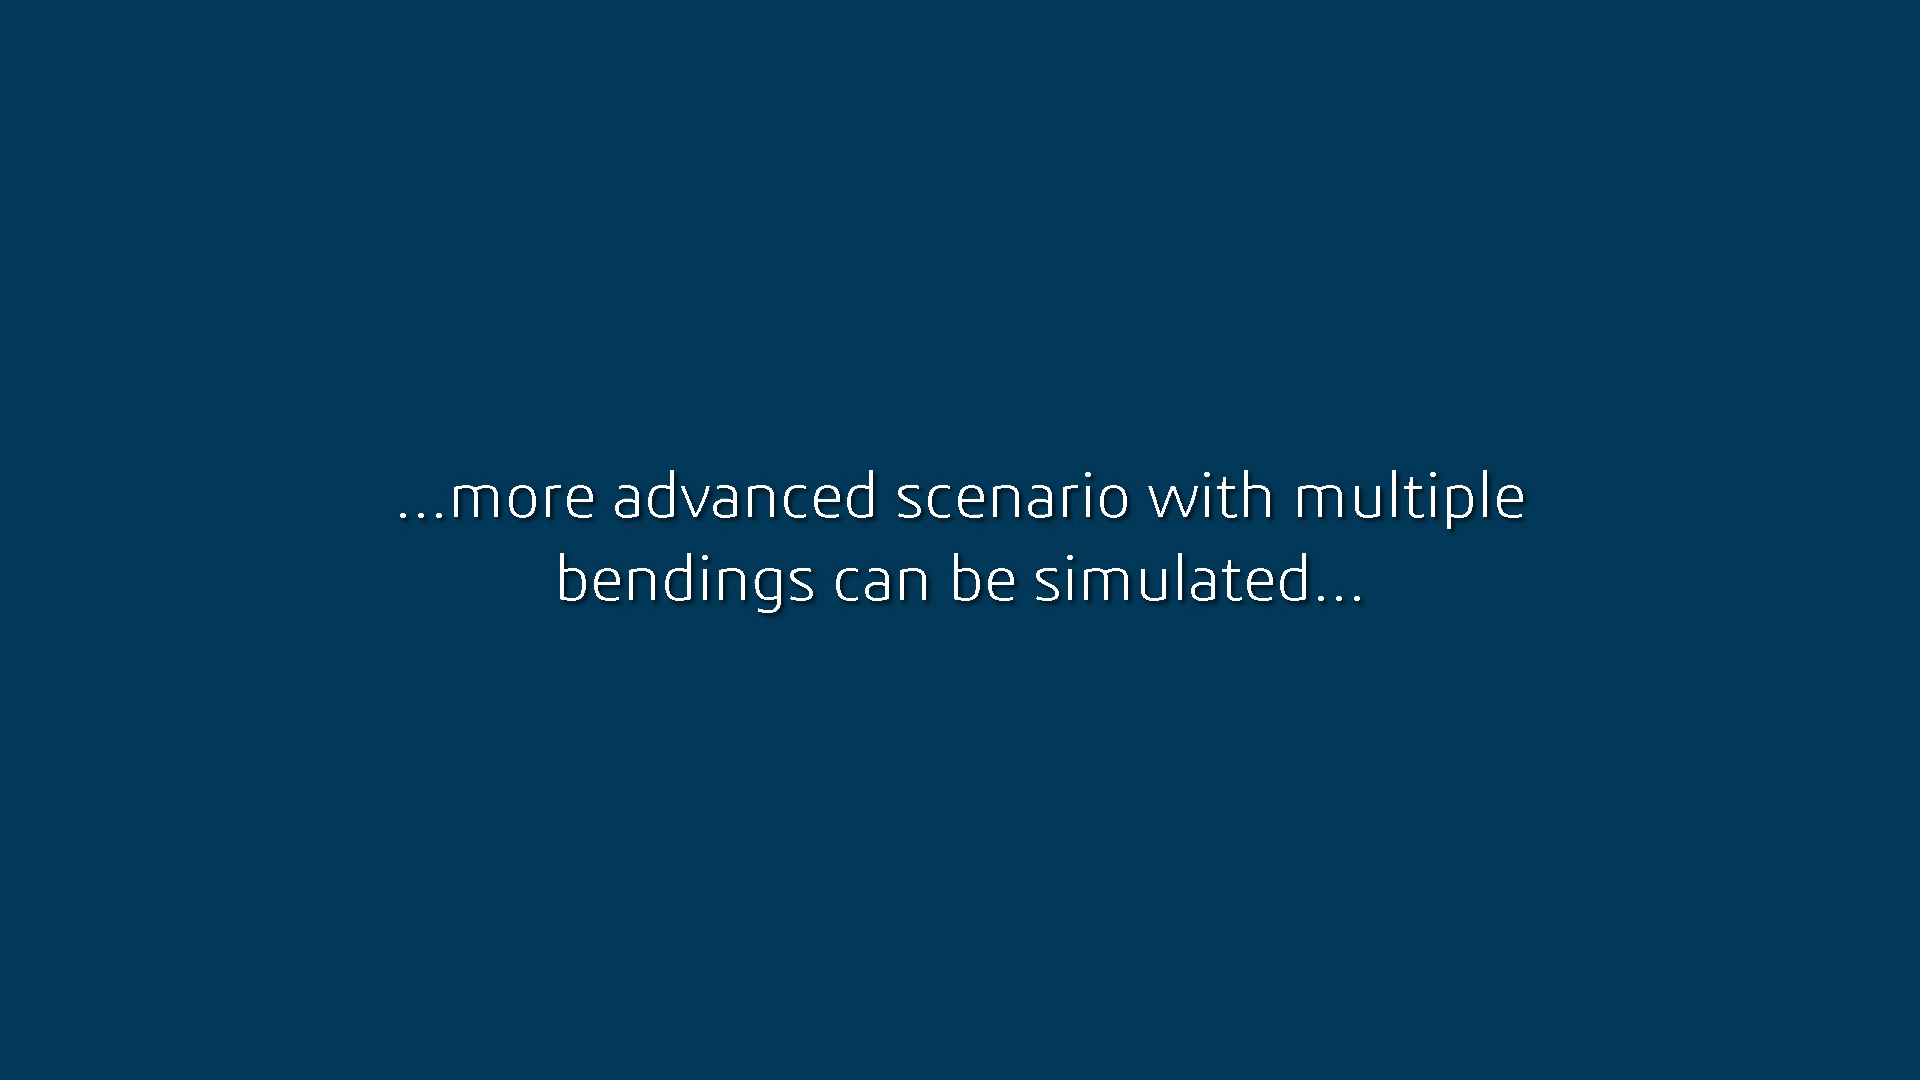 ...more advanced scenario with multiple
bendings can be simulated...